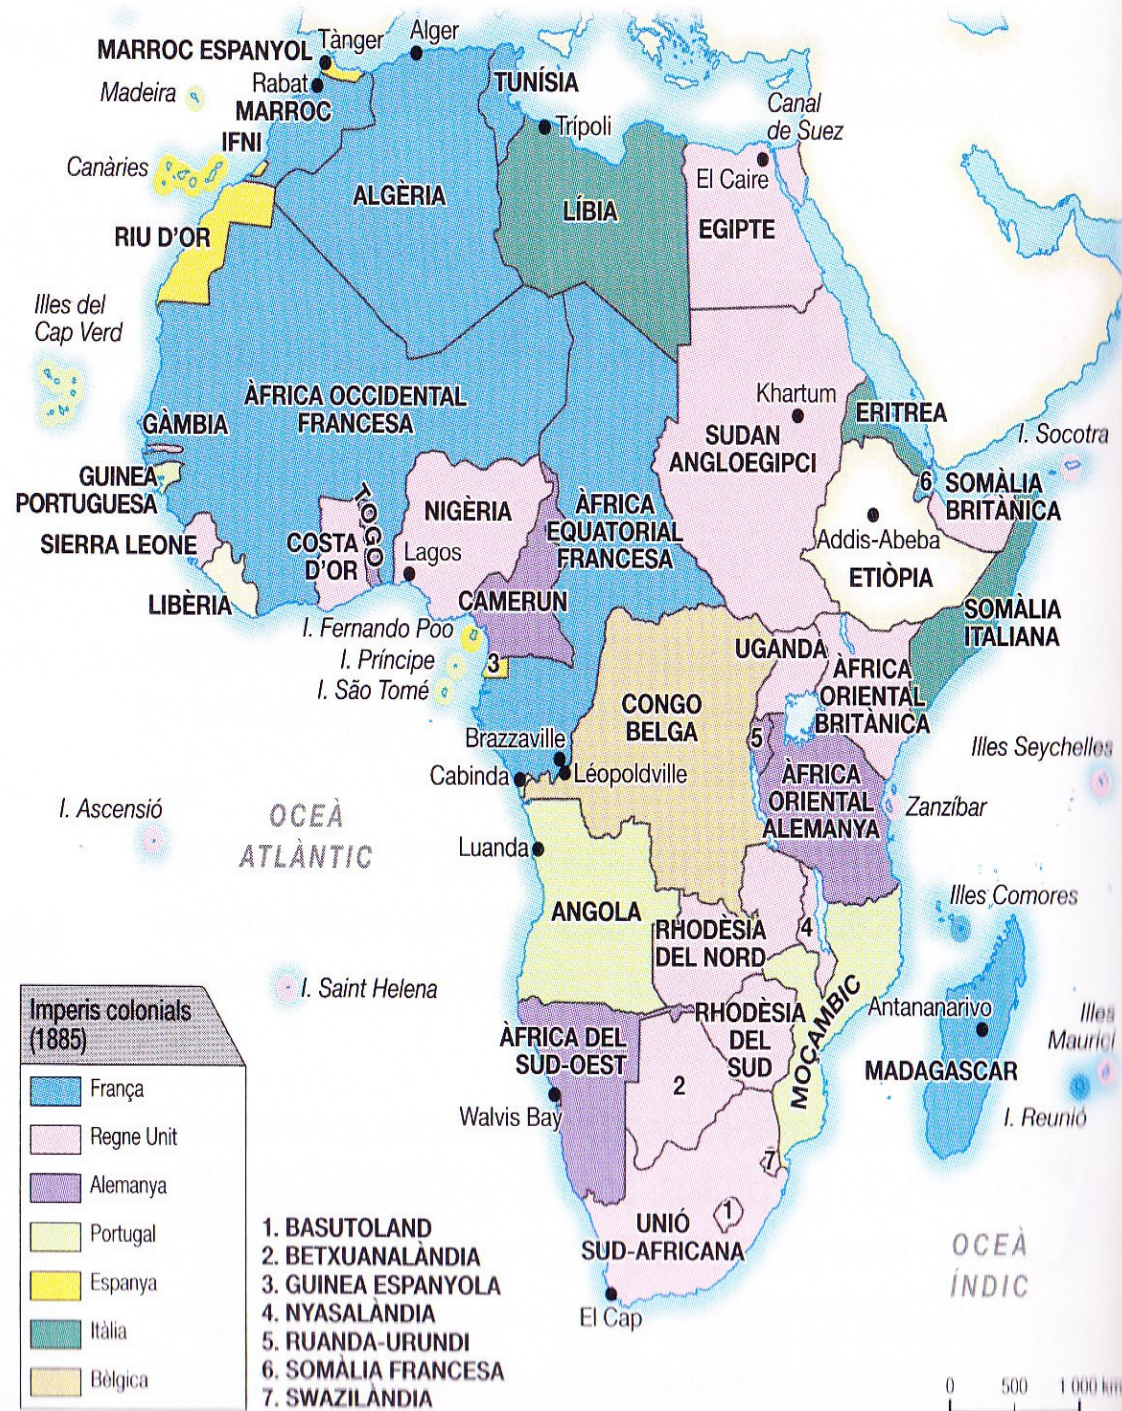 Tànger
Alger
MARROC ESPANYOL
Madeira
Rabat
MARROC
TUNÍSIA
IFNI
Trípoli
Canal
de Suez
Canàries
ALGÈRIA
LÍBIA
El Caire
EGIPTE
RIU D'OR
Illes del
Cap Verd
ÀFRICA OCCIDENTAL
FRANCESA
Khartum
ERITREA
GÀMBIA
SUDAN
ANGLOEGIPCI
I. Socotra
GUINEA
PORTUGUESA
TOGO
NIGÈRIA
ÀFRICA
EQUATORIAL
FRANCESA
6
SOMÀLIA
BRITÀNICA
SIERRA LEONE
COSTA
D'OR
Lagos
Addis-Abeba
ETIÒPIA
LIBÈRIA
CAMERUN
SOMÀLIA
ITALIANA
I. Fernando Poo
I. Príncipe
3
I. São Tomé
UGANDA
ÀFRICA
ORIENTAL
BRITÀNICA
CONGO
BELGA
5
Brazzaville
Cabinda
Léopoldville
Illes Seychelles
ÀFRICA
ORIENTAL
ALEMANYA
Zanzíbar
I. Ascensió
OCEÀ
ATLÀNTIC
Luanda
Illes Comores
ANGOLA
RHODÈSIA
DEL NORD
4
I. Saint Helena
MOÇAMBIC
Antananarivo
Illes
Maurici
ÀFRICA DEL
SUD-OEST
RHODÈSIA
DEL
SUD
MADAGASCAR
2
Walvis Bay
I. Reunió
7
1
UNIÓ
SUD-AFRICANA
El Cap
OCEÀ
ÍNDIC
Imperis colonials
(1885)
França
Regne Unit
Alemanya
Portugal
Espanya
Itàlia
Bèlgica
1. BASUTOLAND
2. BETXUANALÀNDIA
3. GUINEA ESPANYOLA
4. NYASALÀNDIA
5. RUANDA-URUNDI
6. SOMÀLIA FRANCESA
7. SWAZILÀNDIA
0 500 1 000 km